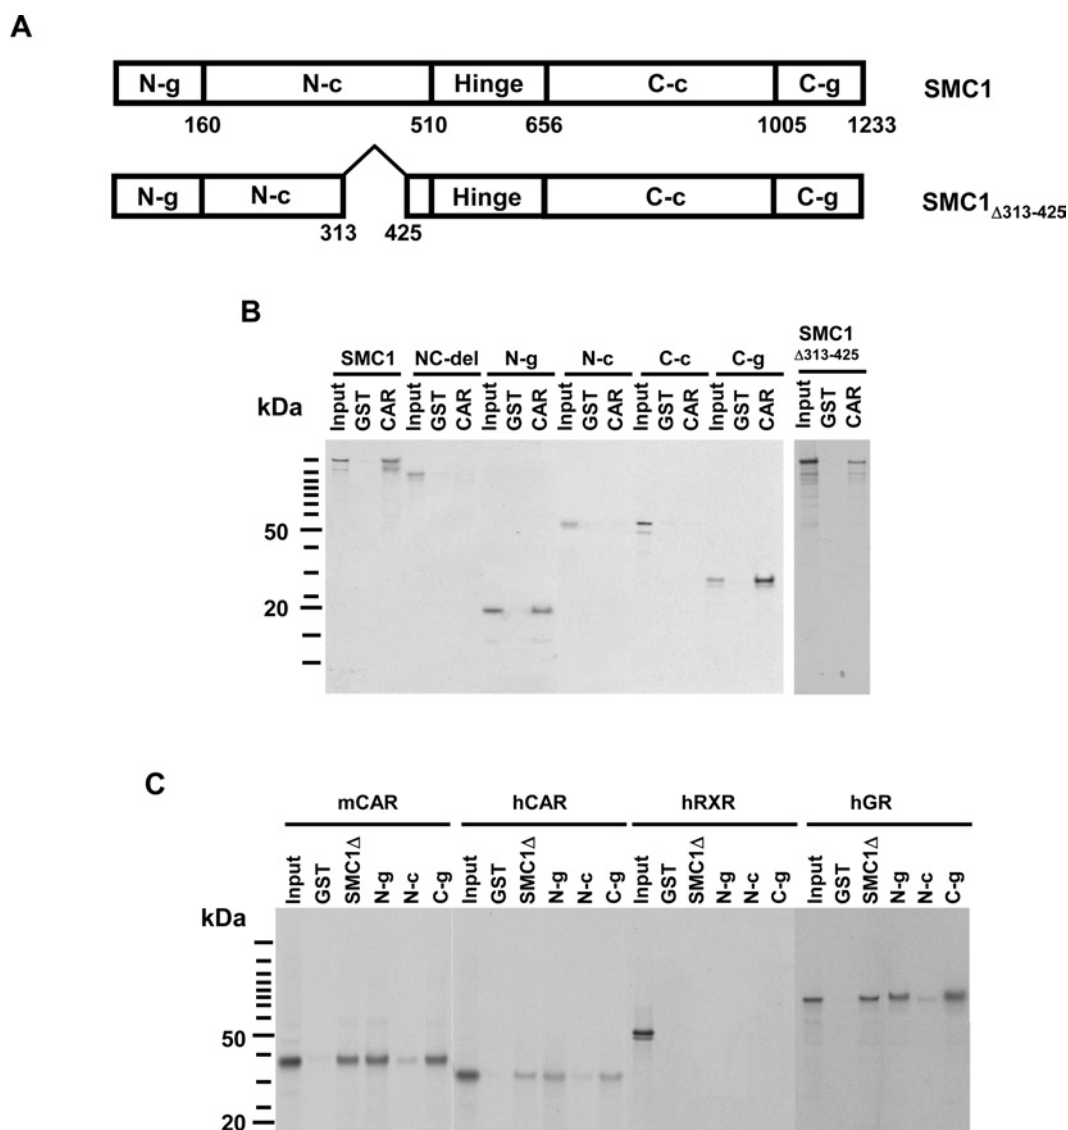 A
N-g N-c Hinge C-c C-g SMC1
160 510 656 1005 1233
N-g N-c Hinge C-c C-g SMC1Δ313-425
313 425
B
SMC1 NC-del N-g N-c C-c C-g SMC1 Δ313-425
kDa Input GST CAR Input GST CAR Input GST CAR Input GST CAR Input GST CAR Input GST CAR Input GST CAR
50
20
C
mCAR hCAR hRXR hGR
Input GST SMC1Δ N-g N-c C-g Input GST SMC1Δ N-g N-c C-g Input GST SMC1Δ N-g N-c C-g Input GST SMC1Δ N-g N-c C-g
kDa
50
20